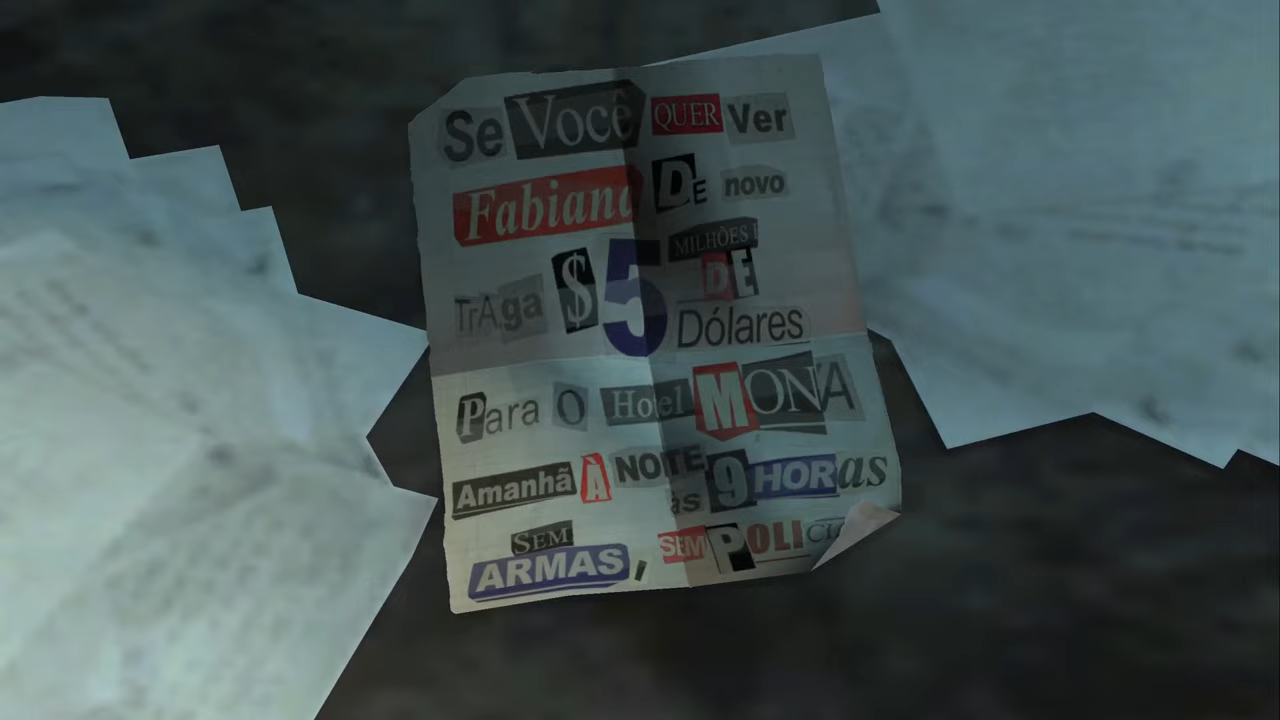 Se Você QUER Ver
Fabiana DE novo
TrAga $5 MILHÕES DE
Dólares
Para O Hotel MONA
Amanhã À NOITE às 9 HORas
SEM ARMAS, SEM POLI